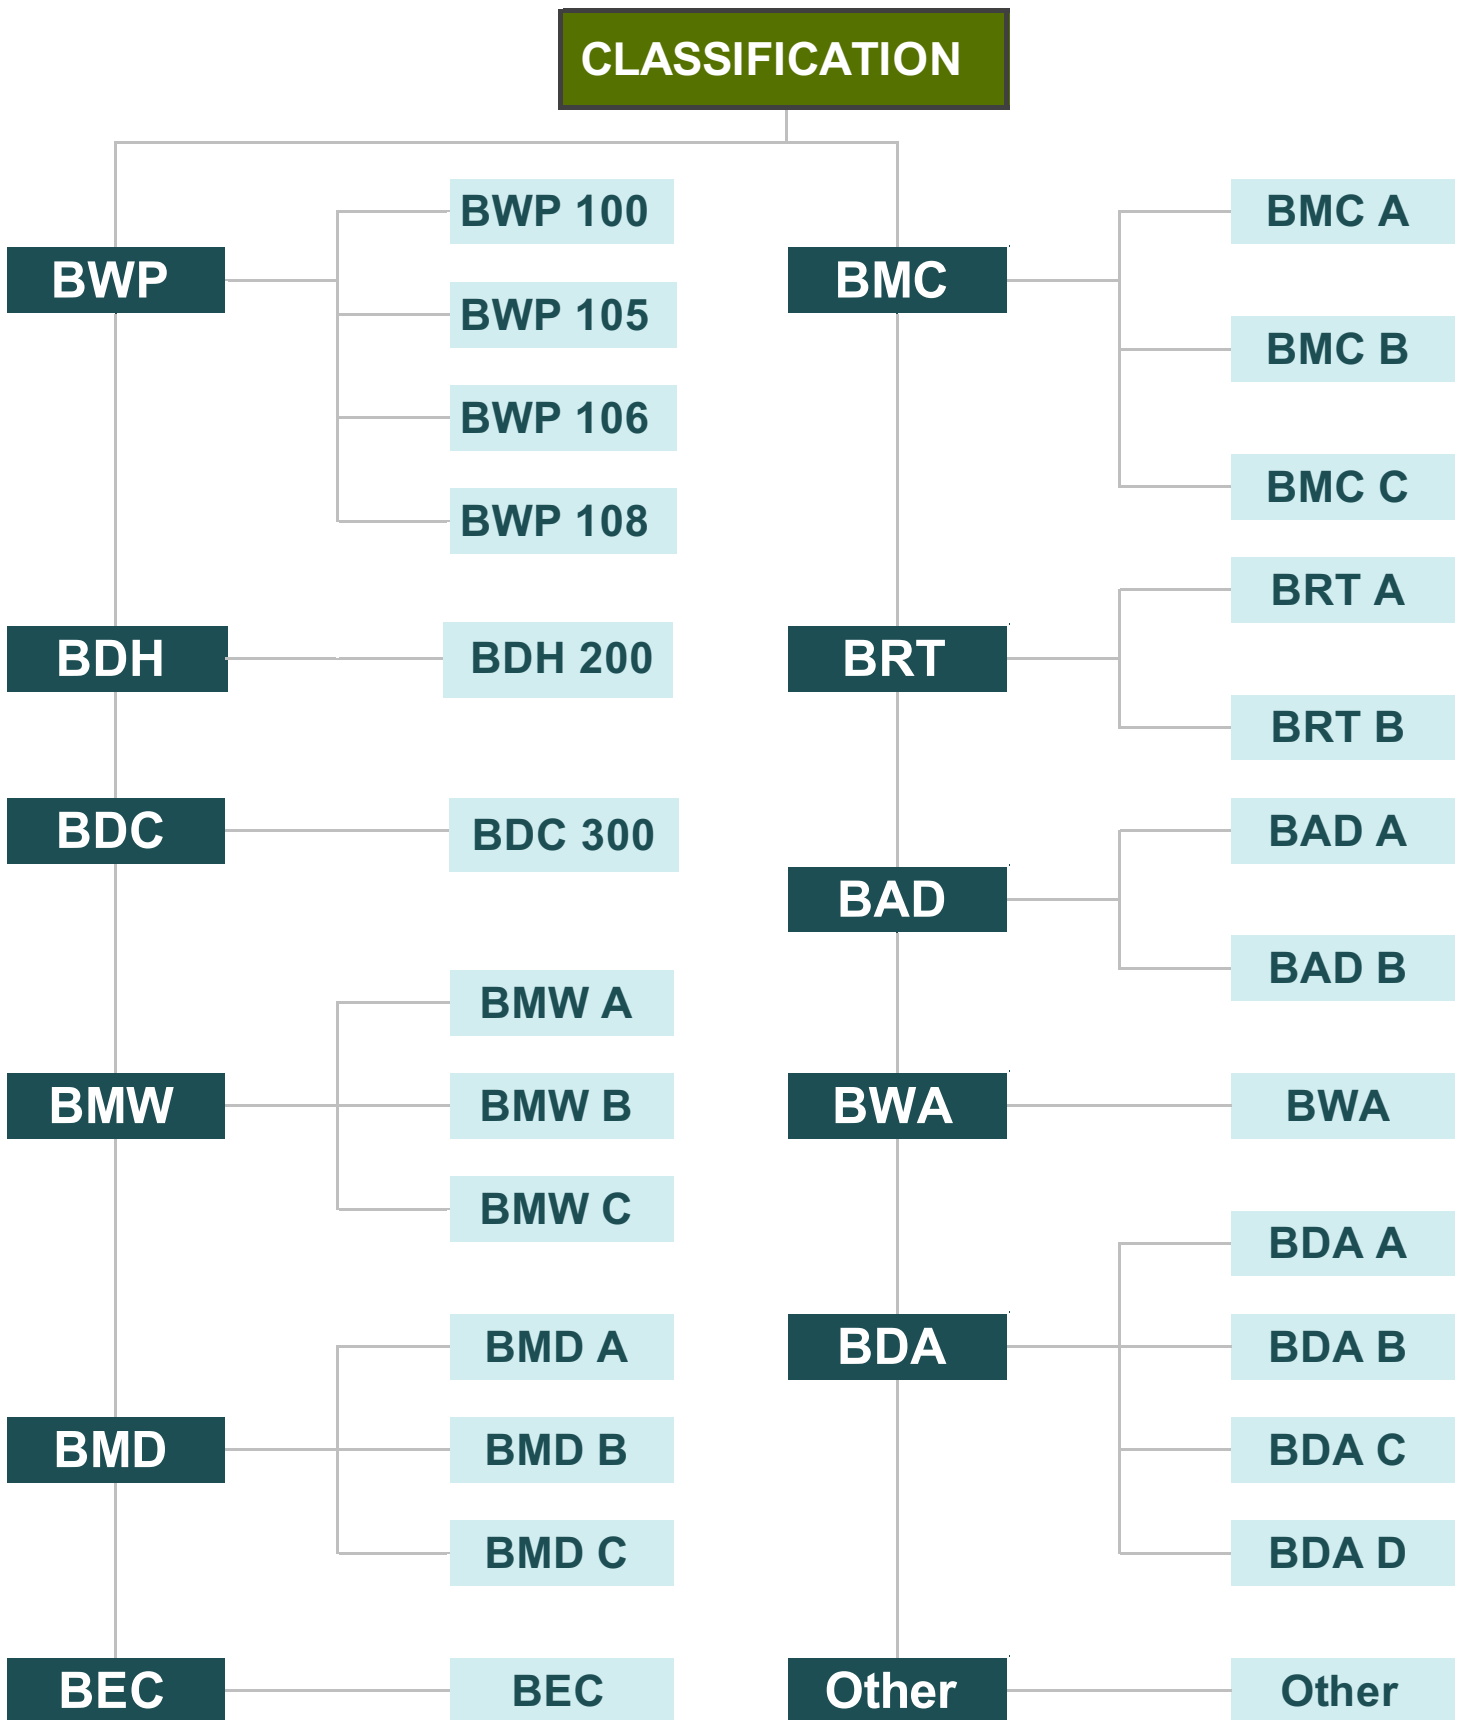 CLASSIFICATION
BWP
BWP 100
BWP 105
BWP 106
BWP 108
BDH
BDH 200
BDC
BDC 300
BMW
BMW A
BMW B
BMW C
BMD
BMD A
BMD B
BMD C
BEC
BEC
BMC
BMC A
BMC B
BMC C
BRT
BRT A
BRT B
BAD
BAD A
BAD B
BWA
BWA
BDA
BDA A
BDA B
BDA C
BDA D
Other
Other